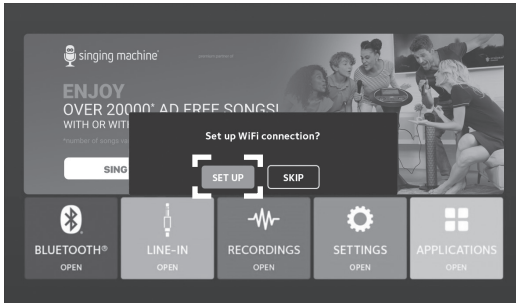 singing machine
ENJOY
OVER 20000* AD FREE SONGS!
WITH OR WIT
*number of songs
Set up WiFi connection?
SING
SET UP
SKIP
BLUETOOTH®
OPEN
LINE-IN
OPEN
RECORDINGS
OPEN
SETTINGS
OPEN
APPLICATIONS
OPEN